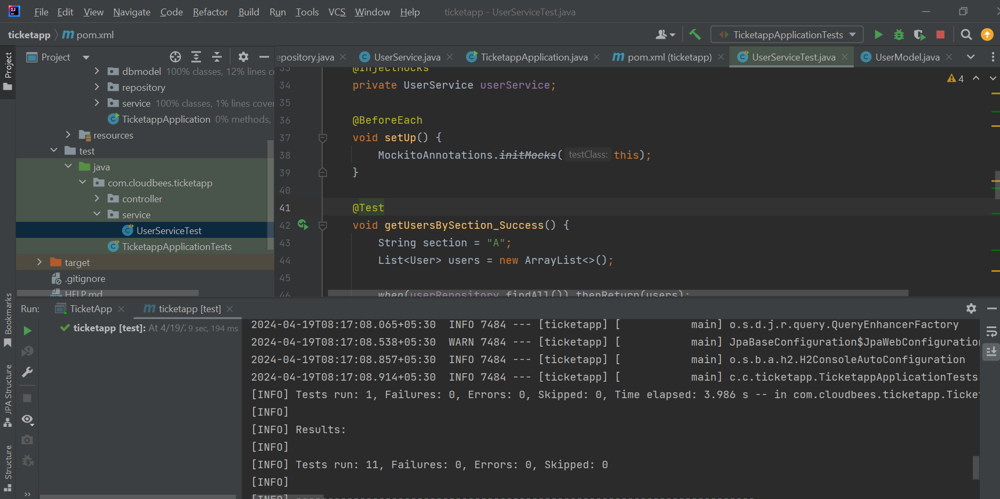 File Edit View Navigate Code Refactor Build Run Tools VCS Window Help ticketapp - UserServiceTest.java
ticketapp pom.xml TicketappApplicationTests
Project epository.java UserService.java TicketappApplication.java pom.xml (ticketapp) UserServiceTest.java UserModel.java
Project
Bookmarks
JPA Structure
Structure
dbmodel 100% classes, 12% lines co
repository
service 100% classes, 1% lines cover
TicketappApplication 0% methods,
resources
test
java
com.cloudbees.ticketapp
controller
service
UserServiceTest
TicketappApplicationTests
target
.gitignore
HELP.md
4
33 @InjectMocks
34 private UserService userService;
35
36 @BeforeEach
37 void setUp() {
38 MockitoAnnotations.initMocks( testClass: this);
39 }
40
41 @Test
42 void getUsersBySection_Success() {
43 String section = "A";
44 List<User> users = new ArrayList<>();
45
46 when(userRepository.findAll()).thenReturn(users);
Run: TicketApp ticketapp [test]
ticketapp [test]: At 4/19/2 9 sec, 194 ms
2024-04-19T08:17:08.065+05:30 INFO 7484 --- [ticketapp] [ main] o.s.d.j.r.query.QueryEnhancerFactory
2024-04-19T08:17:08.538+05:30 WARN 7484 --- [ticketapp] [ main] JpaBaseConfiguration$JpaWebConfiguration
2024-04-19T08:17:08.857+05:30 INFO 7484 --- [ticketapp] [ main] o.s.b.a.h2.H2ConsoleAutoConfiguration
2024-04-19T08:17:08.914+05:30 INFO 7484 --- [ticketapp] [ main] c.c.ticketapp.TicketappApplicationTests
[INFO] Tests run: 1, Failures: 0, Errors: 0, Skipped: 0, Time elapsed: 3.986 s -- in com.cloudbees.ticketapp.Ticke
[INFO]
[INFO] Results:
[INFO]
[INFO] Tests run: 11, Failures: 0, Errors: 0, Skipped: 0
[INFO]